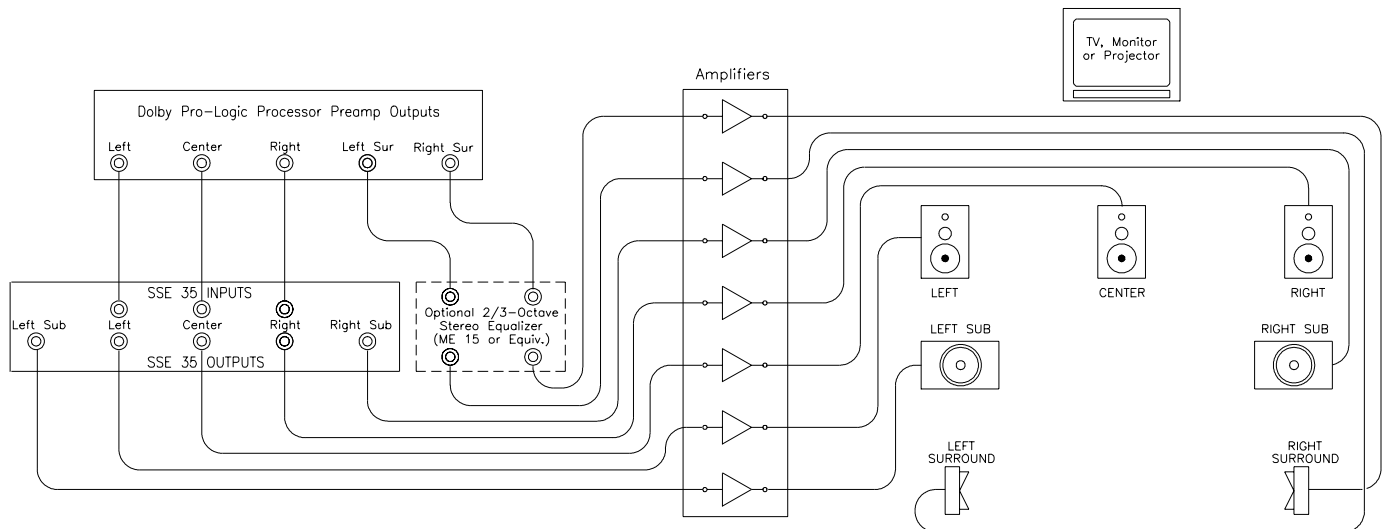 TV, Monitor
or Projector
Amplifiers
Dolby Pro-Logic Processor Preamp Outputs
Left Center Right Left Sur Right Sur
SSE 35 INPUTS
Left Sub Left Center Right Right Sub
SSE 35 OUTPUTS
Optional 2/3-Octave
Stereo Equalizer
(ME 15 or Equiv.)
LEFT CENTER RIGHT
LEFT SUB RIGHT SUB
LEFT
SURROUND
RIGHT
SURROUND